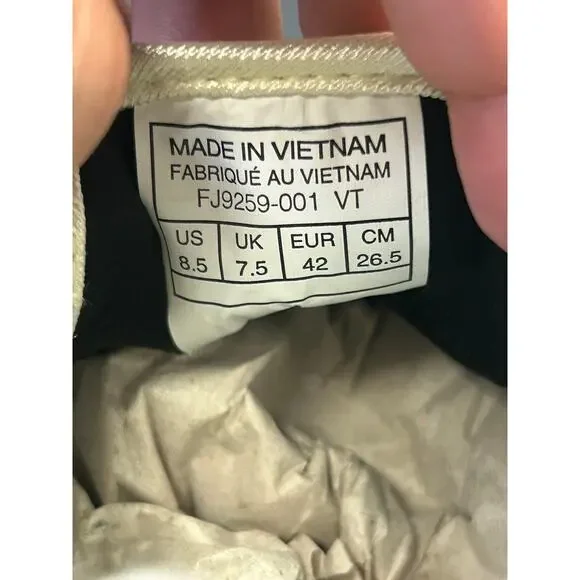 MADE IN VIETNAM
FABRIQUÉ AU VIETNAM
FJ9259-001 VT
US UK EUR CM
8.5 7.5 42 26.5